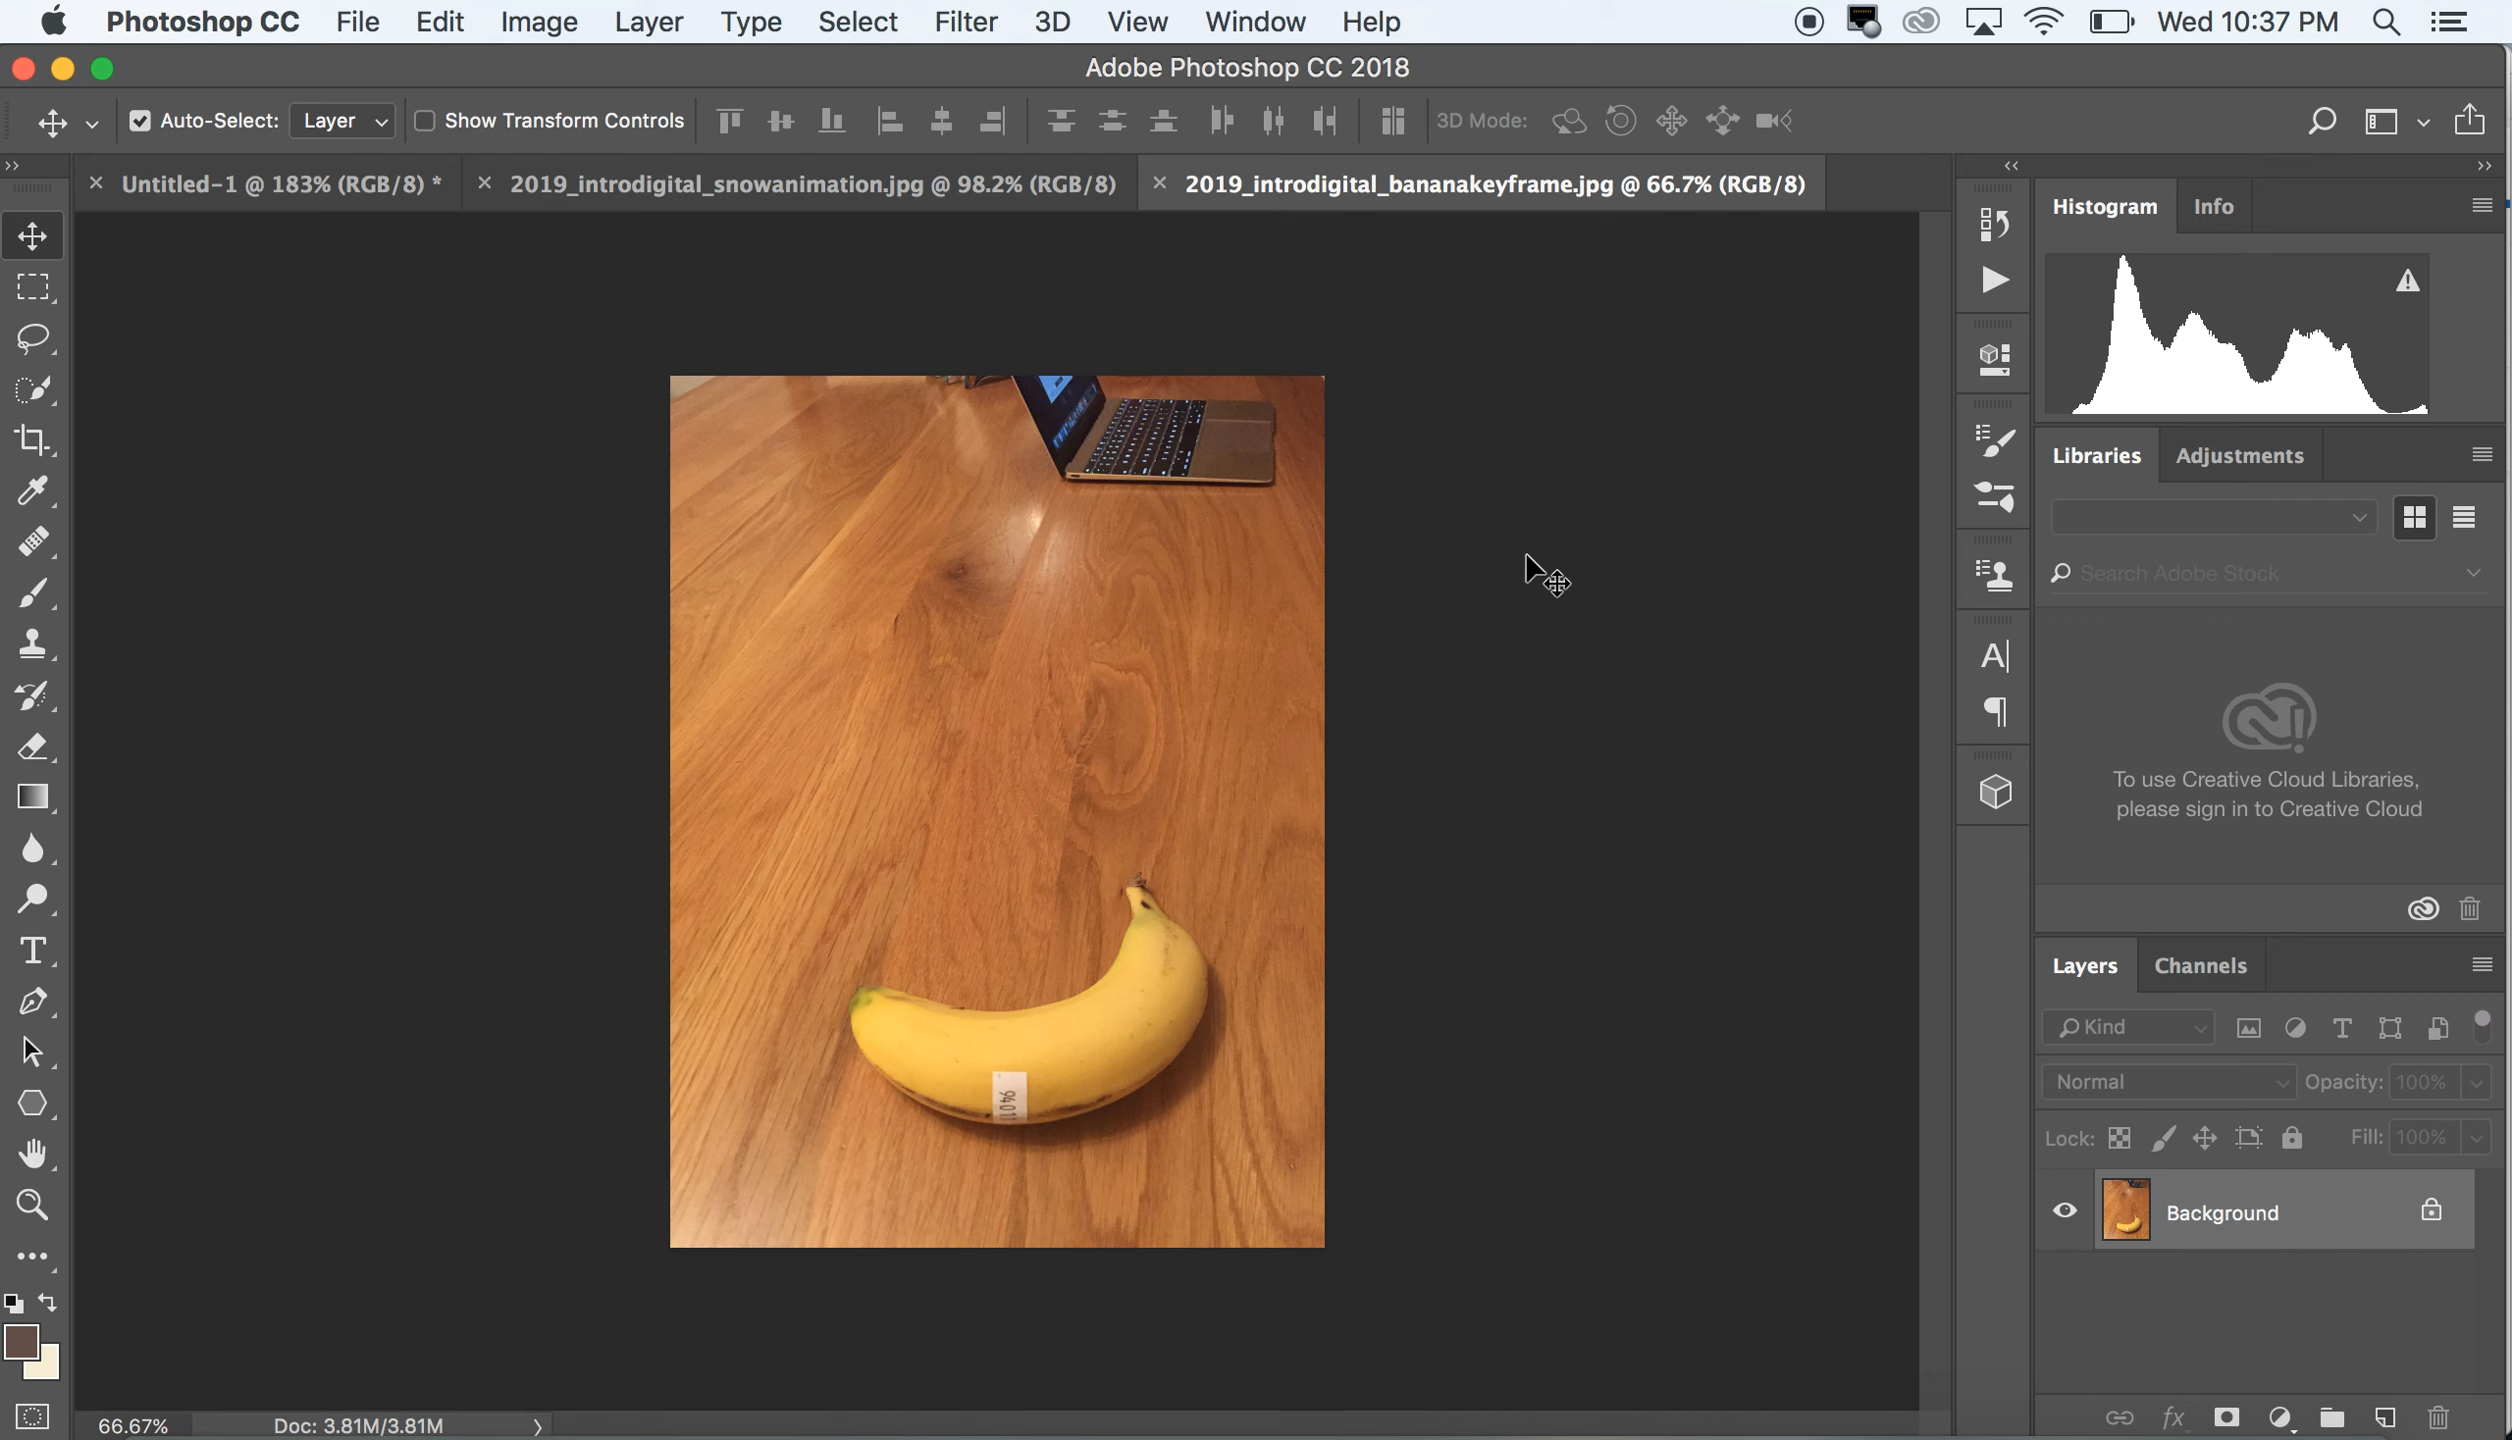 Photoshop CC File Edit Image Layer Type Select Filter 3D View Window Help Wed 10:37 PM
Adobe Photoshop CC 2018
Auto-Select: Layer Show Transform Controls 3D Mode:
Untitled-1 @ 183% (RGB/8) * 2019_introdigital_snowanimation.jpg @ 98.2% (RGB/8) 2019_introdigital_bananakeyframe.jpg @ 66.7% (RGB/8)
Histogram Info
Libraries Adjustments
Search Adobe Stock
To use Creative Cloud Libraries,
please sign in to Creative Cloud
Layers Channels
Kind
Normal Opacity: 100%
Lock: Fill: 100%
Background
9401
66.67% Doc: 3.81M/3.81M